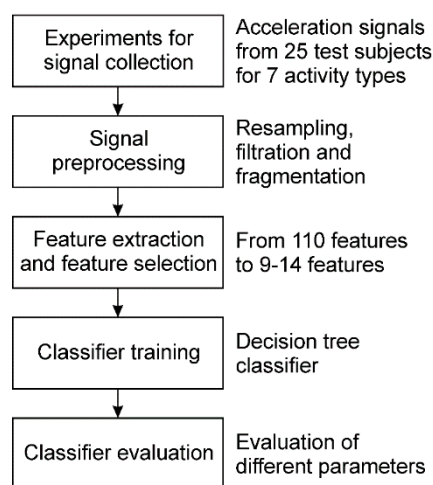 Experiments for
signal collection
Acceleration signals
from 25 test subjects
for 7 activity types
Signal
preprocessing
Resampling,
filtration and
fragmentation
Feature extraction
and feature selection
From 110 features
to 9-14 features
Classifier training
Decision tree
classifier
Classifier evaluation
Evaluation of
different parameters